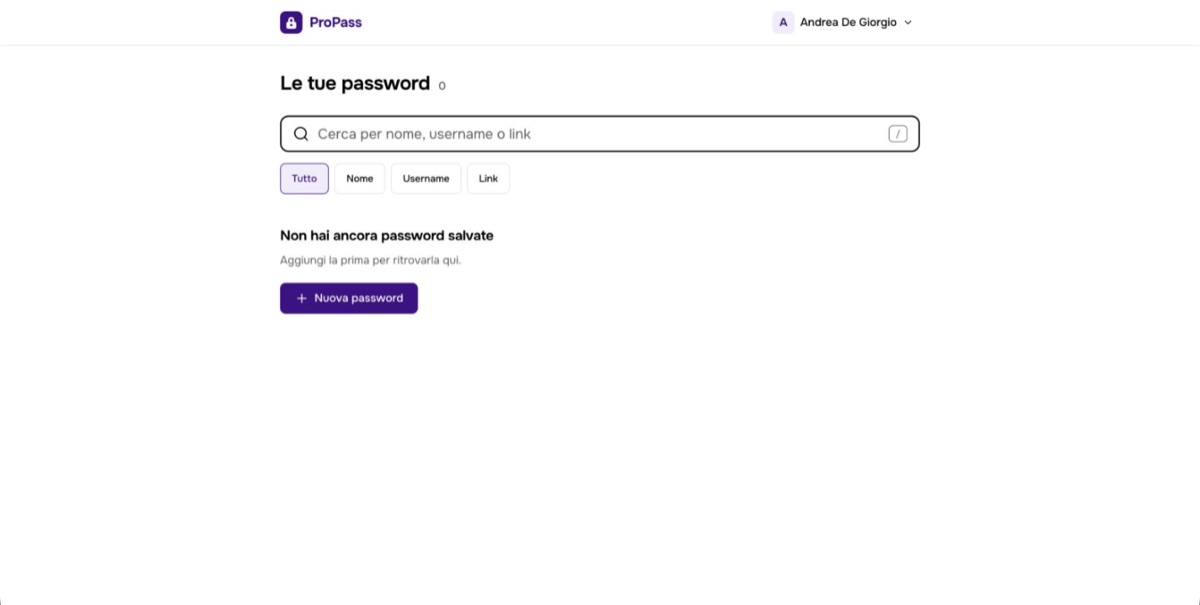 ProPass
A Andrea De Giorgio
Le tue password 0
Cerca per nome, username o link /
Tutto Nome Username Link
Non hai ancora password salvate
Aggiungi la prima per ritrovarla qui.
+ Nuova password